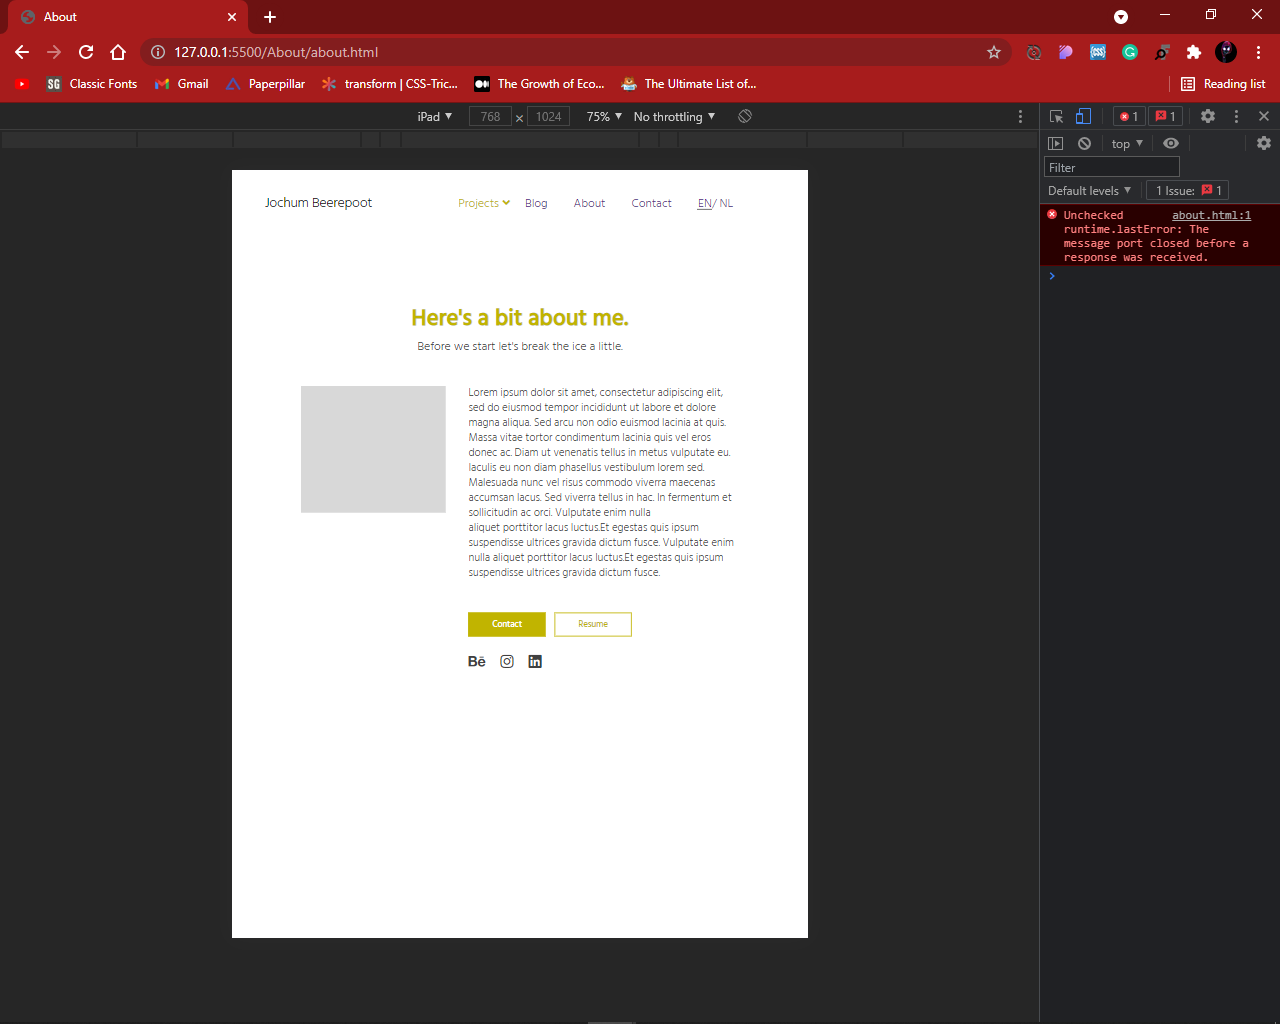 About
127.0.0.1:5500/About/about.html
SG Classic Fonts
Gmail
Paperpillar
transform | CSS-Tric...
The Growth of Eco...
The Ultimate List of...
Reading list
iPad
768 × 1024
75%
No throttling
1
1
top
Filter
Default levels
1 Issue: 1
Unchecked about.html:1
runtime.lastError: The
message port closed before a
response was received.
Jochum Beerepoot
Projects
Blog
About
Contact
EN/ NL
Here's a bit about me.
Before we start let's break the ice a little.
Lorem ipsum dolor sit amet, consectetur adipiscing elit,
sed do eiusmod tempor incididunt ut labore et dolore
magna aliqua. Sed arcu non odio euismod lacinia at quis.
Massa vitae tortor condimentum lacinia quis vel eros
donec ac. Diam ut venenatis tellus in metus vulputate eu.
Iaculis eu non diam phasellus vestibulum lorem sed.
Malesuada nunc vel risus commodo viverra maecenas
accumsan lacus. Sed viverra tellus in hac. In fermentum et
sollicitudin ac orci. Vulputate enim nulla
aliquet porttitor lacus luctus.Et egestas quis ipsum
suspendisse ultrices gravida dictum fusce. Vulputate enim
nulla aliquet porttitor lacus luctus.Et egestas quis ipsum
suspendisse ultrices gravida dictum fusce.
Contact
Resume
Bē
in